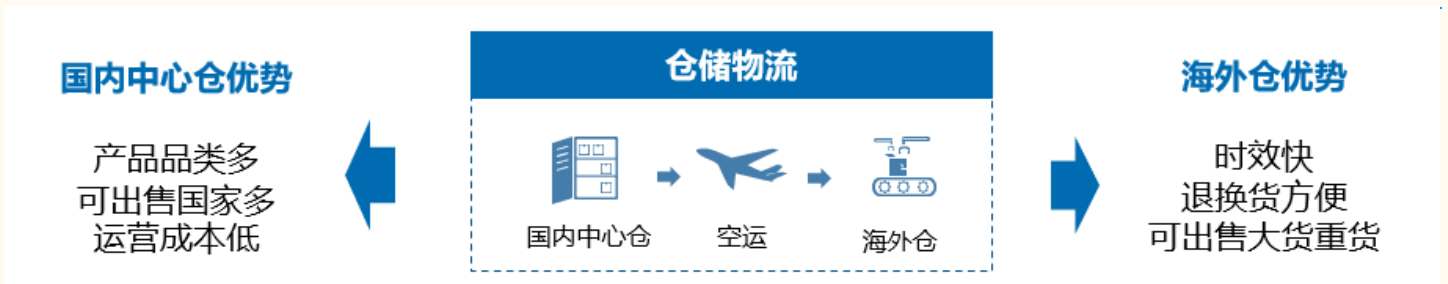 国内中心仓优势
产品品类多
可出售国家多
运营成本低
仓储物流
国内中心仓
空运
海外仓
海外仓优势
时效快
退换货方便
可出售大货重货